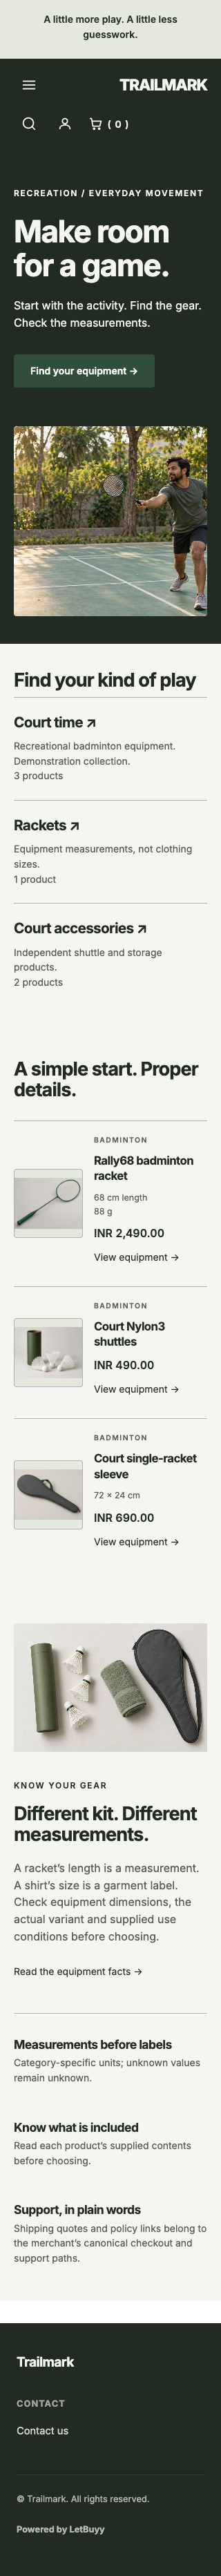 A little more play. A little less
guesswork.
TRAILMARK
( 0 )
RECREATION / EVERYDAY MOVEMENT
Make room
for a game.
Start with the activity. Find the gear.
Check the measurements.
Find your equipment →
Find your kind of play
Court time ↗
Recreational badminton equipment.
Demonstration collection.
3 products
Rackets ↗
Equipment measurements, not clothing
sizes.
1 product
Court accessories ↗
Independent shuttle and storage
products.
2 products
A simple start. Proper
details.
BADMINTON
Rally68 badminton
racket
68 cm length
88 g
INR 2,490.00
View equipment →
BADMINTON
Court Nylon3
shuttles
INR 490.00
View equipment →
BADMINTON
Court single-racket
sleeve
72 × 24 cm
INR 690.00
View equipment →
KNOW YOUR GEAR
Different kit. Different
measurements.
A racket’s length is a measurement.
A shirt’s size is a garment label.
Check equipment dimensions, the
actual variant and supplied use
conditions before choosing.
Read the equipment facts →
Measurements before labels
Category-specific units; unknown values
remain unknown.
Know what is included
Read each product’s supplied contents
before choosing.
Support, in plain words
Shipping quotes and policy links belong to
the merchant’s canonical checkout and
support paths.
Trailmark
CONTACT
Contact us
© Trailmark. All rights reserved.
Powered by LetBuyy